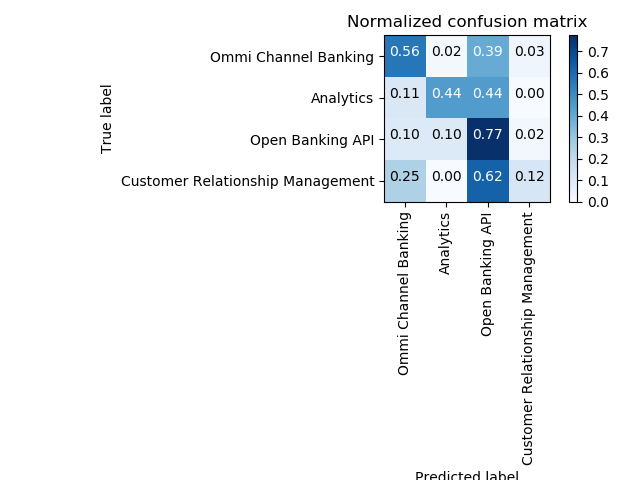 Normalized confusion matrix
True label
Ommi Channel Banking
0.56 0.02 0.39 0.03
Analytics
0.11 0.44 0.44 0.00
Open Banking API
0.10 0.10 0.77 0.02
Customer Relationship Management
0.25 0.00 0.62 0.12
0.7
0.6
0.5
0.4
0.3
0.2
0.1
0.0
Ommi Channel Banking
Analytics
Open Banking API
Customer Relationship Management
Predicted label